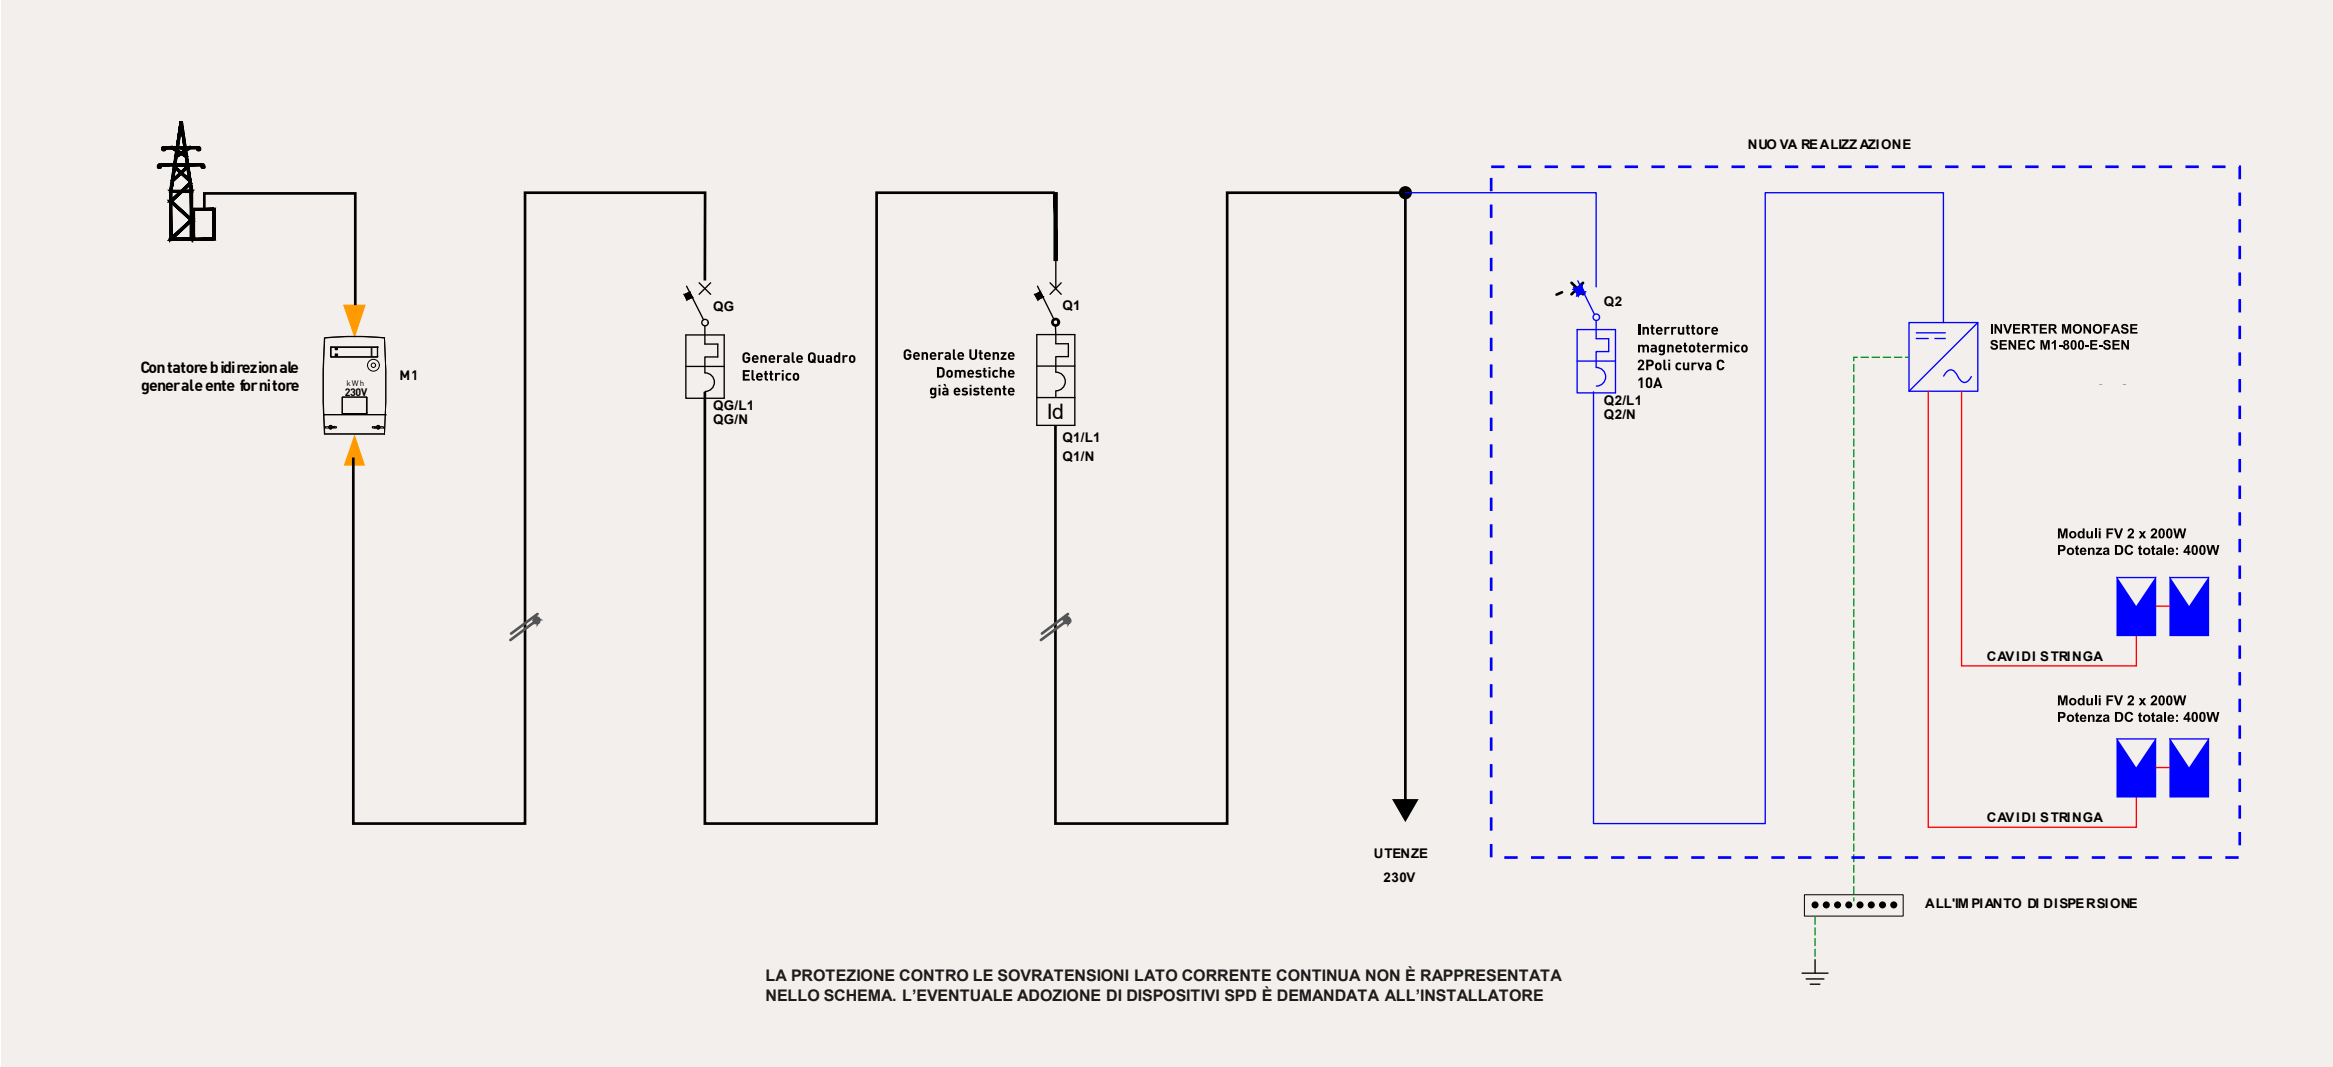 NUOVA REALIZZAZIONE
Contatore bidirezionale
generale ente fornitore
kWh
230V
M1
QG
Generale Quadro
Elettrico
QG/L1
QG/N
Generale Utenze
Domestiche
già esistente
Q1
Id
Q1/L1
Q1/N
Q2
Interruttore
magnetotermico
2Poli curva C
10A
Q2/L1
Q2/N
INVERTER MONOFASE
SENEC M1-800-E-SEN
Moduli FV 2 x 200W
Potenza DC totale: 400W
CAVI DI STRINGA
Moduli FV 2 x 200W
Potenza DC totale: 400W
CAVI DI STRINGA
UTENZE
230V
ALL'IMPIANTO DI DISPERSIONE
LA PROTEZIONE CONTRO LE SOVRATENSIONI LATO CORRENTE CONTINUA NON È RAPPRESENTATA
NELLO SCHEMA. L’EVENTUALE ADOZIONE DI DISPOSITIVI SPD È DEMANDATA ALL’INSTALLATORE